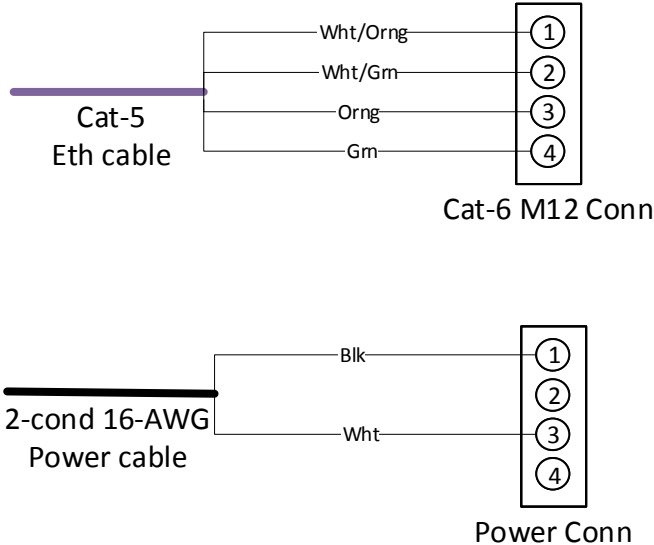 Wht/Orng
1
Wht/Grn
2
Orng
3
Grn
4
Cat-5
Eth cable
Cat-6 M12 Conn
Blk
1
2
Wht
3
4
2-cond 16-AWG
Power cable
Power Conn